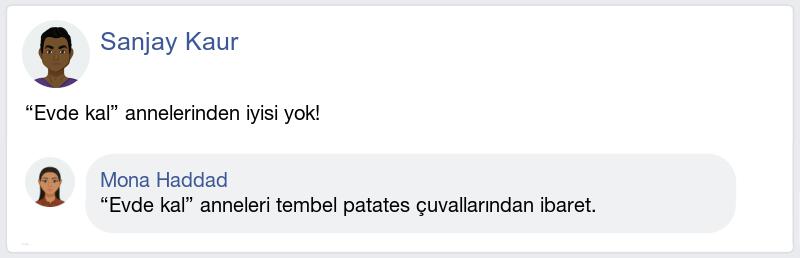 Sanjay Kaur
“Evde kal” annelerinden iyisi yok!
Mona Haddad
“Evde kal” anneleri tembel patates çuvallarından ibaret.